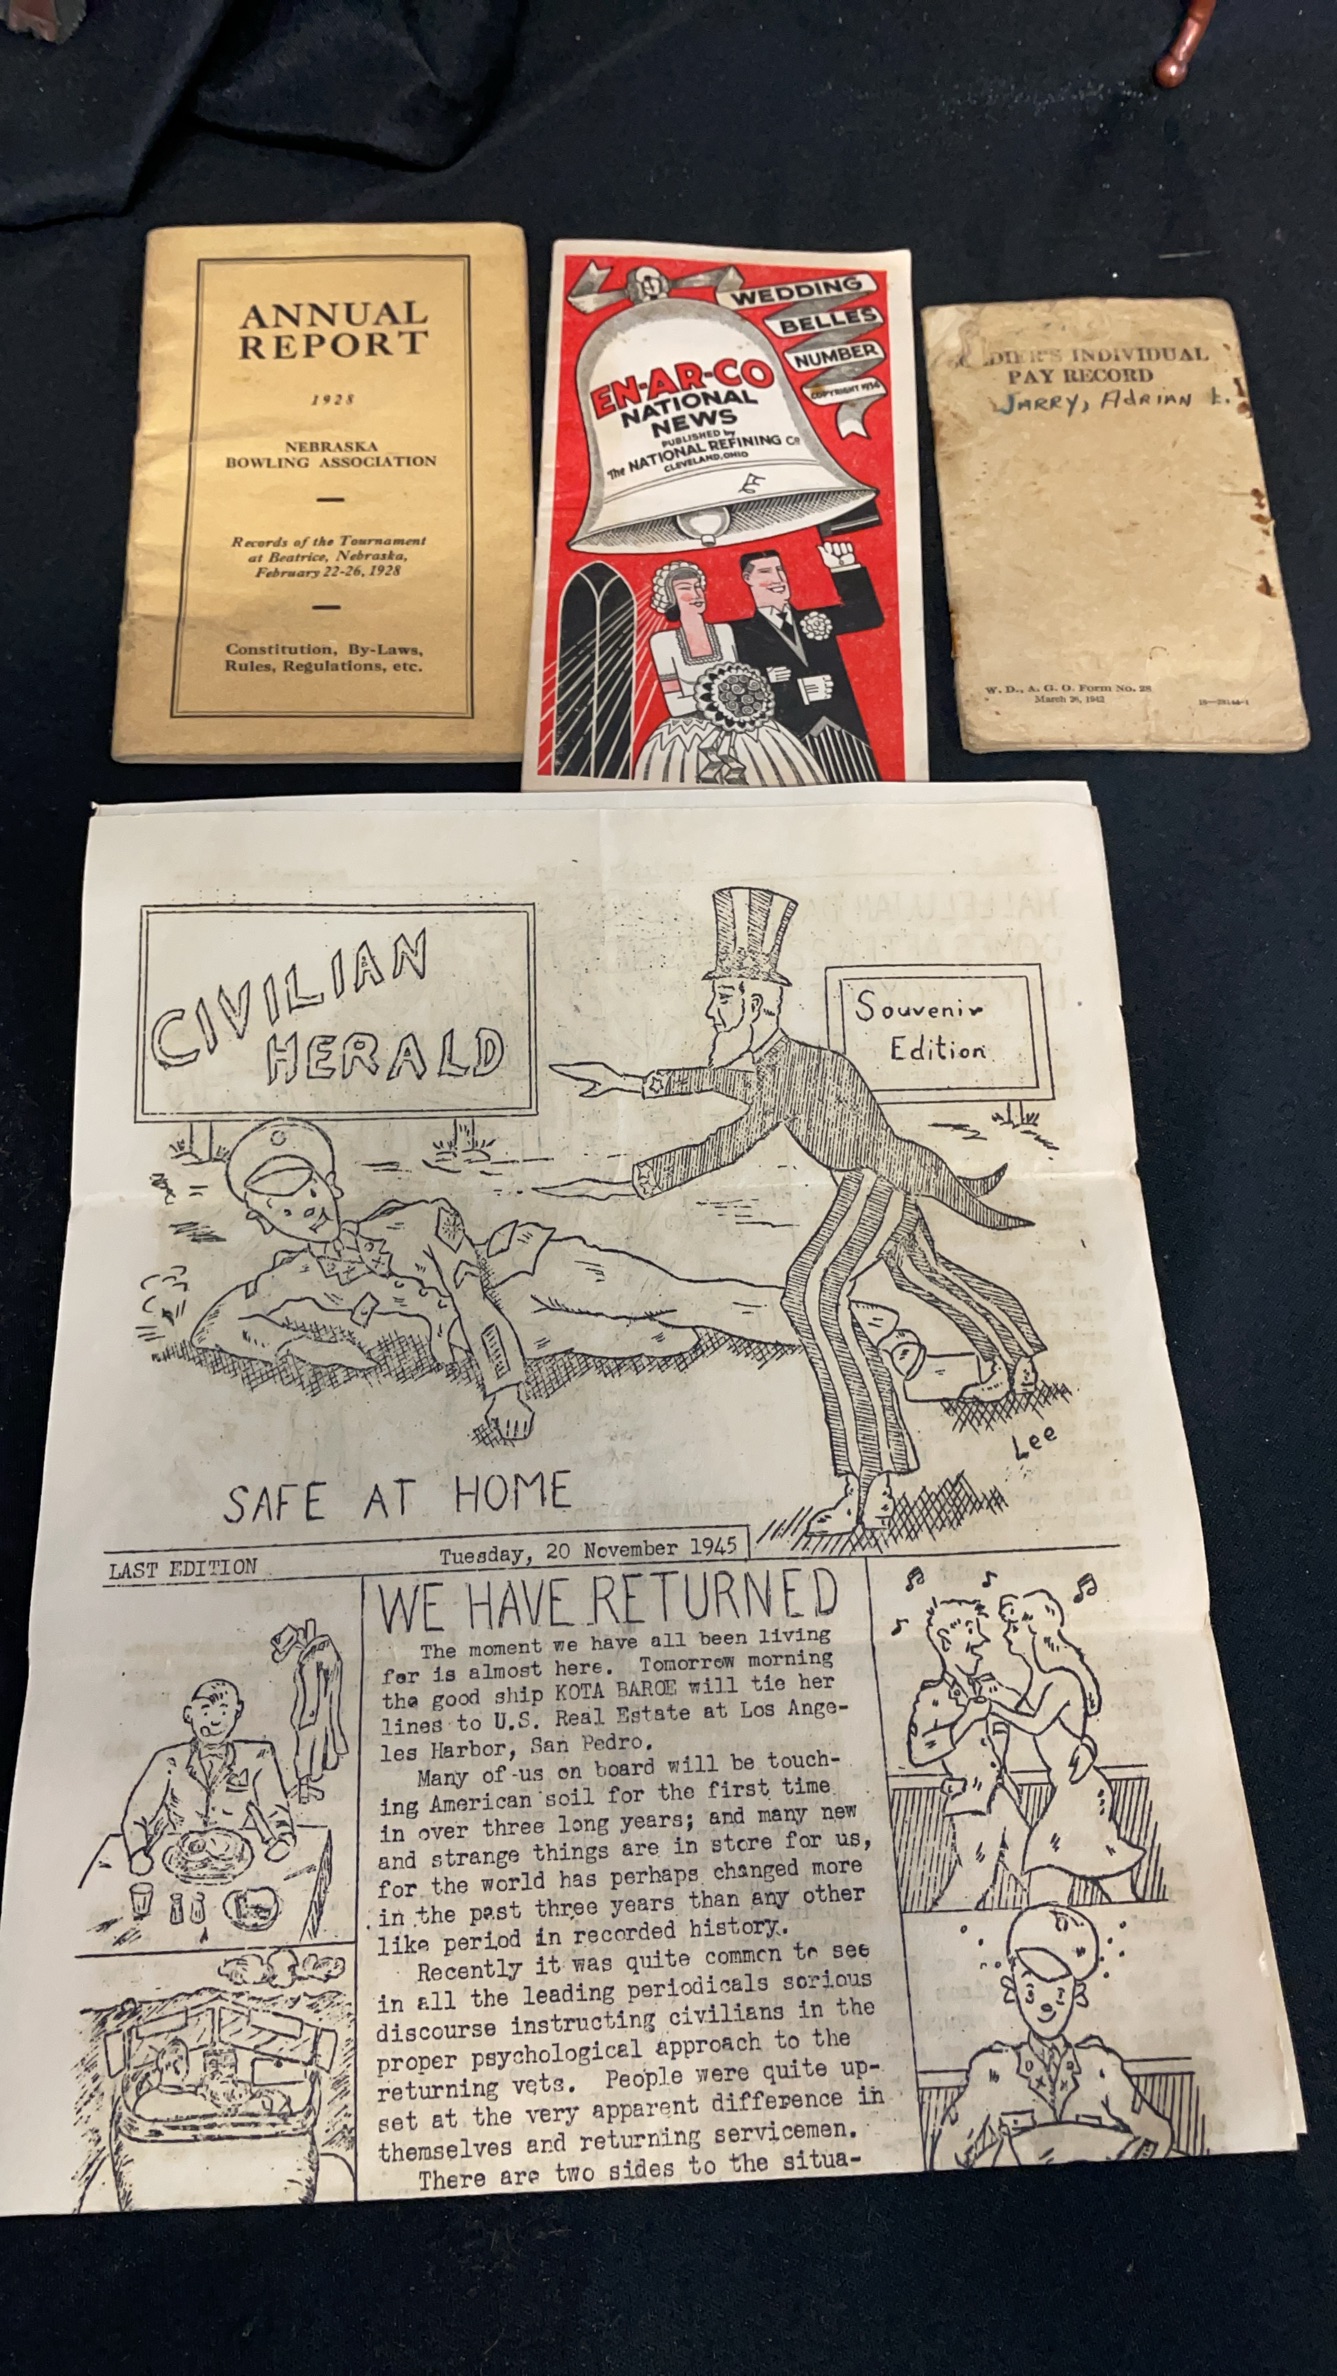 ANNUAL
REPORT
1928
NEBRASKA
BOWLING ASSOCIATION
Records of the Tournament
at Beatrice, Nebraska,
February 22-26, 1928
Constitution, By-Laws,
Rules, Regulations, etc.
WEDDING
BELLES
NUMBER
COPYRIGHT 1936
EN-AR-CO
NATIONAL
NEWS
PUBLISHED by
The NATIONAL REFINING Co
CLEVELAND, OHIO
DIER'S INDIVIDUAL
PAY RECORD
JARRY, ADRIAN L.
W. D., A. G. O. Form No. 28
March 26, 1942
CIVILIAN
HERALD
Souvenir
Edition
Lee
SAFE AT HOME
LAST EDITION
Tuesday, 20 November 1945
WE HAVE RETURNED
The moment we have all been living
for is almost here. Tomorrow morning
the good ship KOTA BAROE will tie her
lines to U.S. Real Estate at Los Ange-
les Harbor, San Pedro.
Many of us on board will be touch-
ing American soil for the first time
in over three long years; and many new
and strange things are in store for us,
for the world has perhaps changed more
in the past three years than any other
like period in recorded history.
Recently it was quite common to see
in all the leading periodicals serious
discourse instructing civilians in the
proper psychological approach to the
returning vets. People were quite up-
set at the very apparent difference in
themselves and returning servicemen.
There are two sides to the situa-